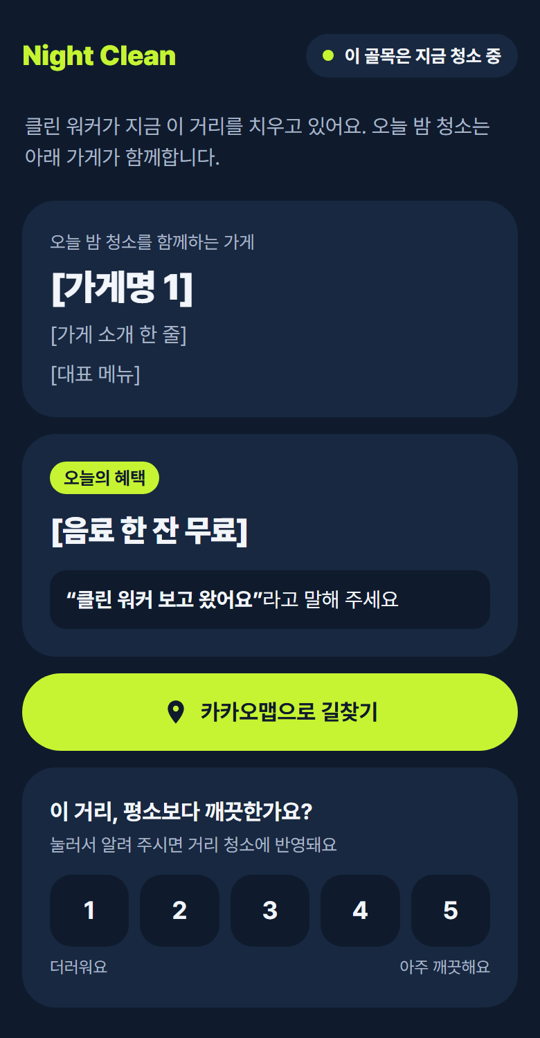 Night Clean
이 골목은 지금 청소 중
클린 워커가 지금 이 거리를 치우고 있어요. 오늘 밤 청소는
아래 가게가 함께합니다.
오늘 밤 청소를 함께하는 가게
[가게명 1]
[가게 소개 한 줄]
[대표 메뉴]
오늘의 혜택
[음료 한 잔 무료]
“클린 워커 보고 왔어요”라고 말해 주세요
카카오맵으로 길찾기
이 거리, 평소보다 깨끗한가요?
눌러서 알려 주시면 거리 청소에 반영돼요
1 2 3 4 5
더러워요 아주 깨끗해요